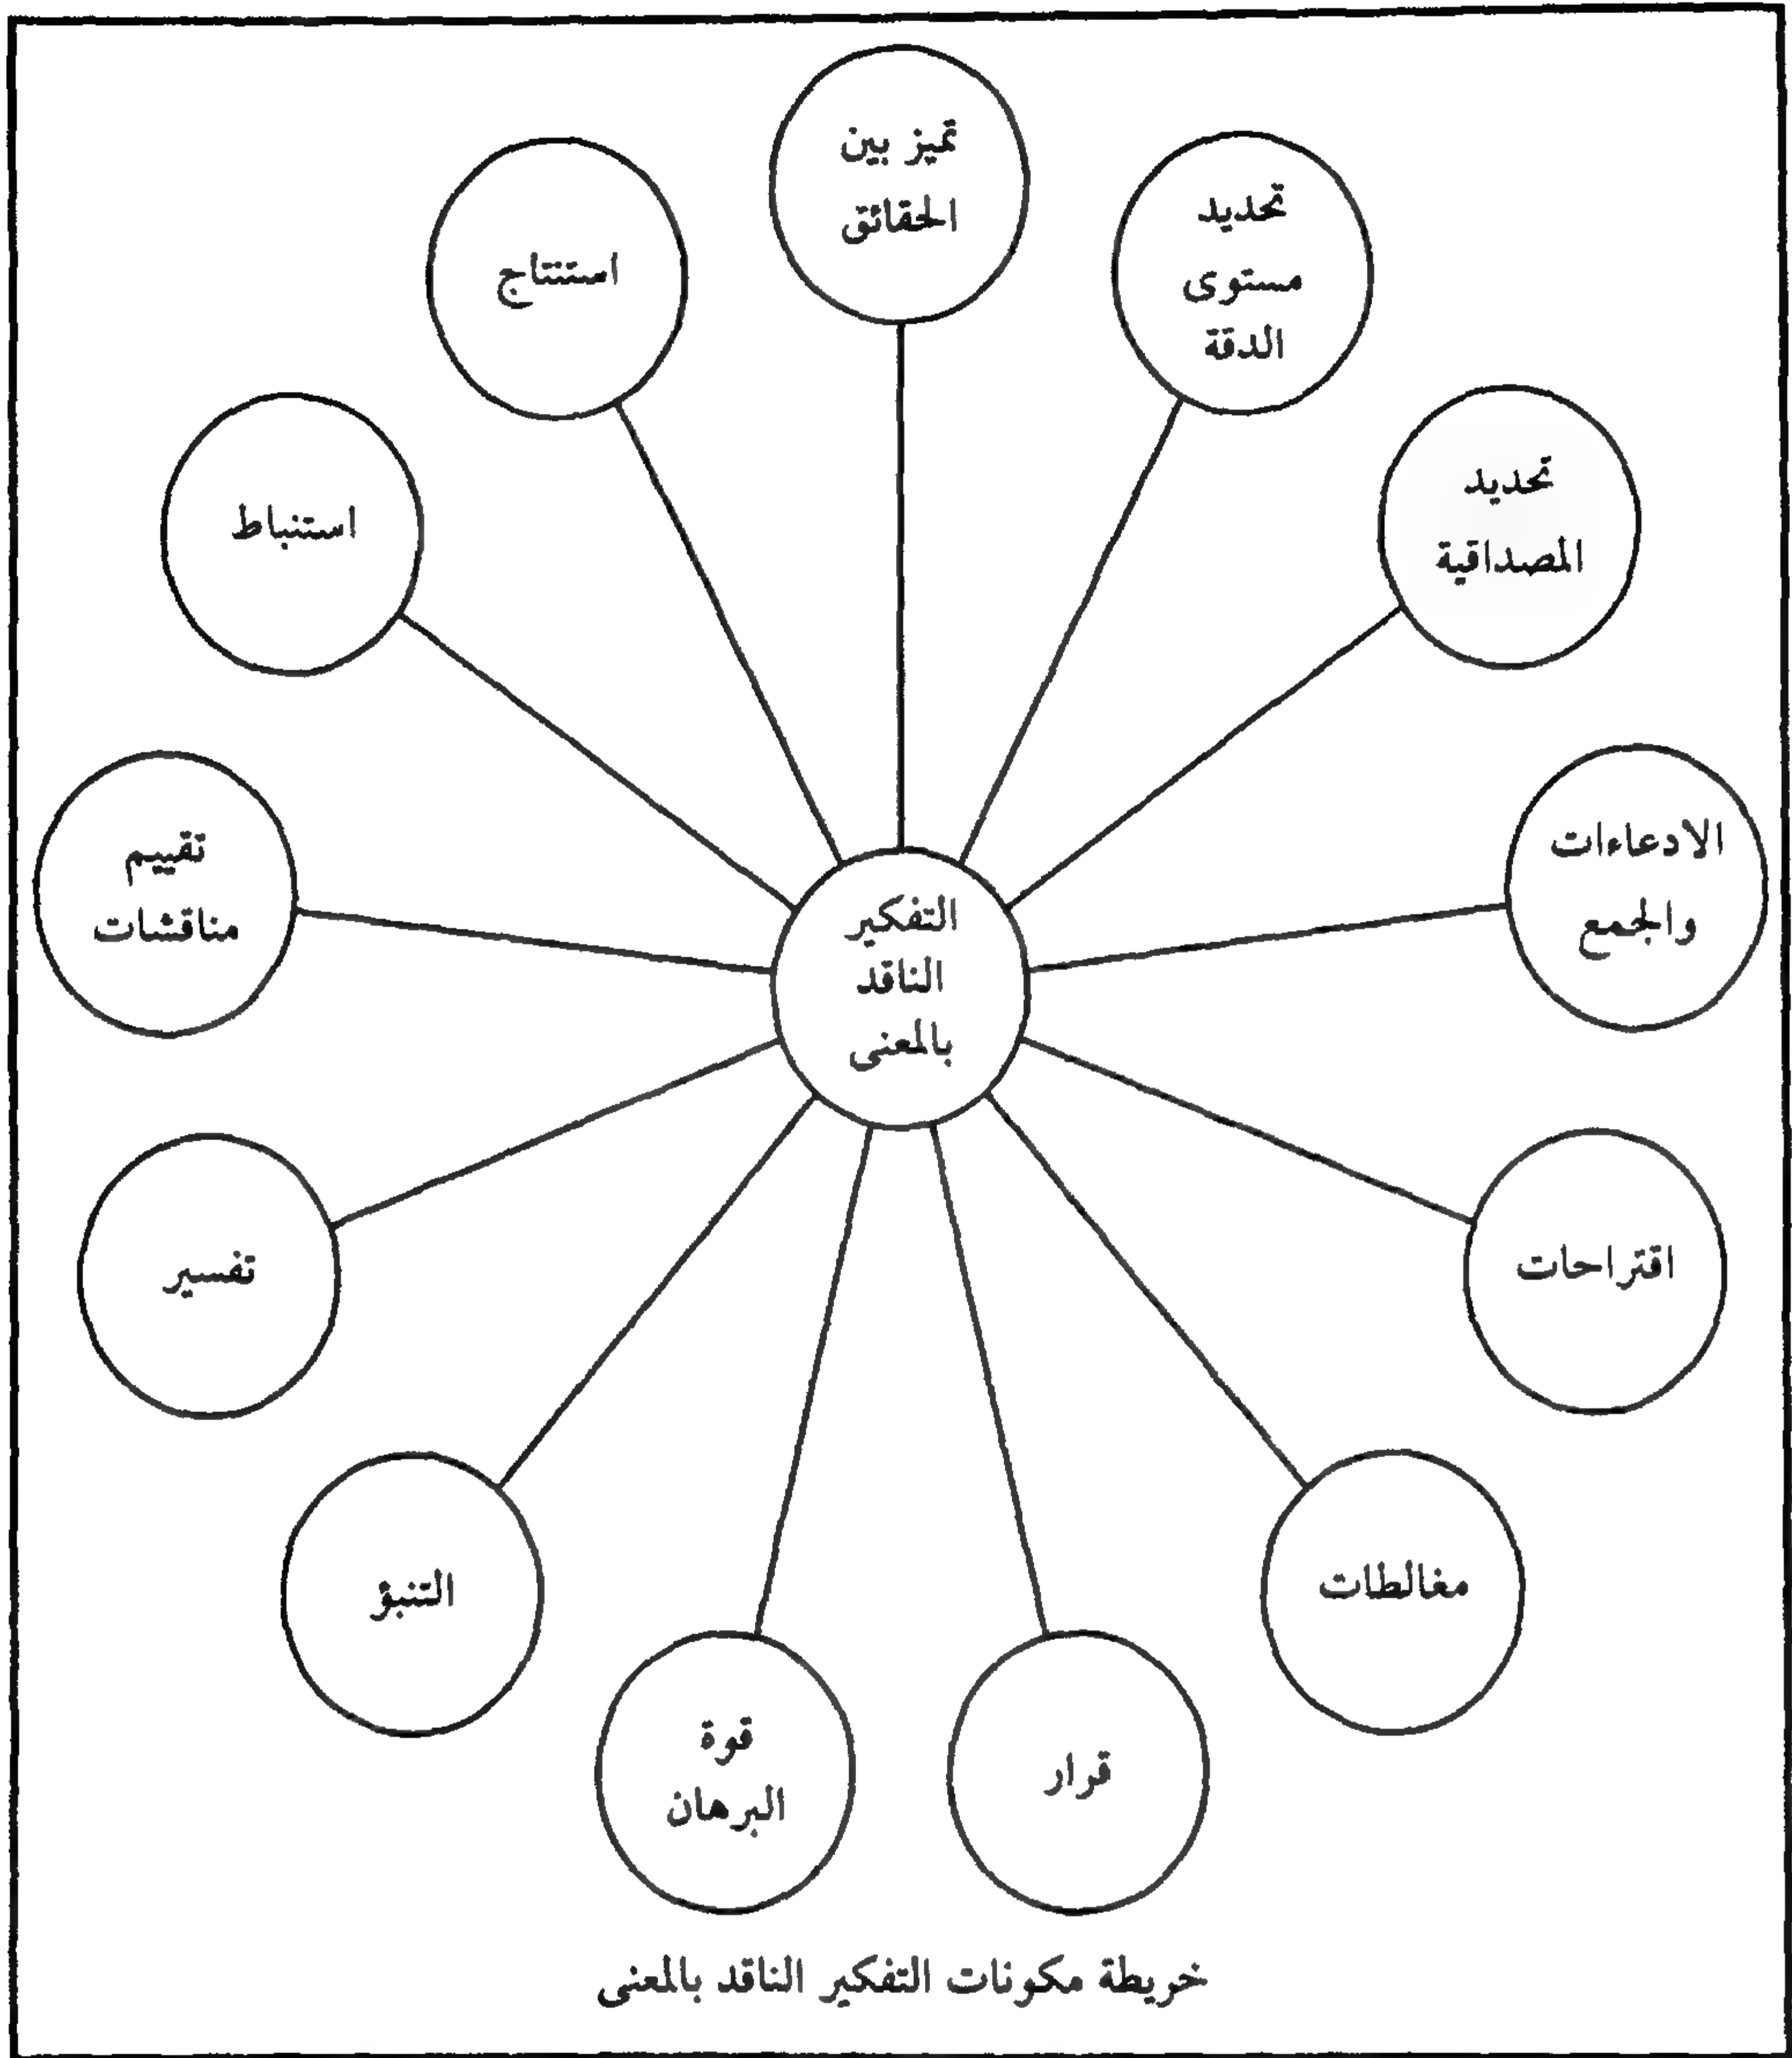 تميز بين
الحقائق
تحديد
مستوى
الدقة
تحديد
المصداقية
الادعاءات
والجمع
اقتراحات
مغالطات
قرار
قوة
البرهان
التنبؤ
تفسير
تقييم
مناقشات
استنباط
استنتاج
التفكير
الناقد
بالمعنى
خريطة مكونات التفكير الناقد بالمعنى